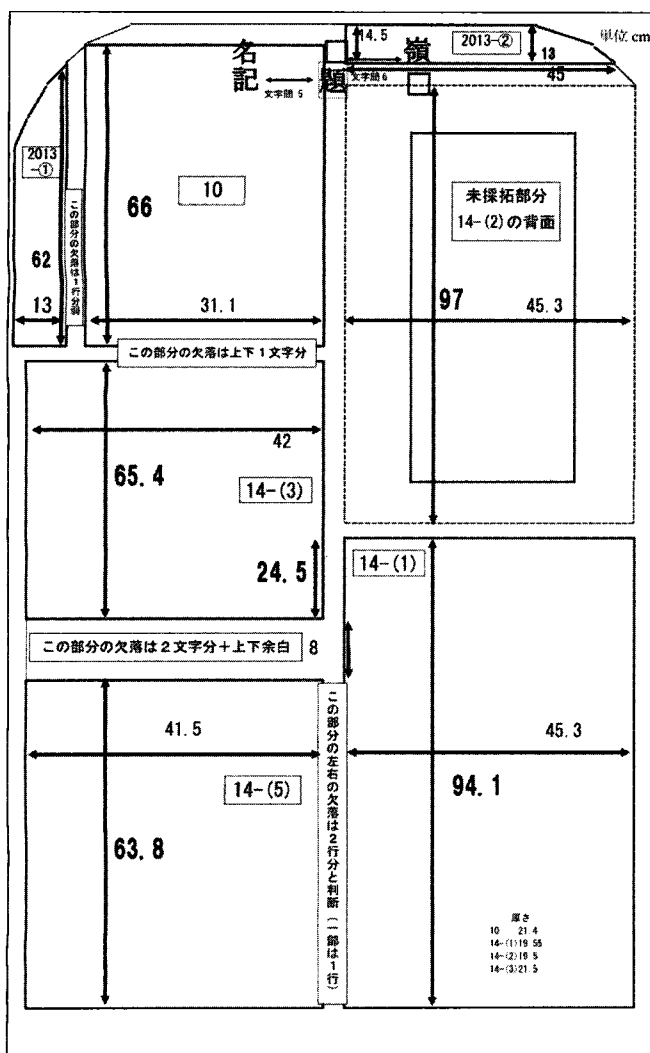 単位 cm
14.5
2013-②
13
45
名
嶺
記
題
文字間 5
文字間 6
2013
-①
この部分の欠落は1行分弱
62
13
66
10
31.1
未採拓部分
14-(2)の背面
97
45.3
この部分の欠落は上下1文字分
42
65.4
14-(3)
24.5
14-(1)
この部分の欠落は2文字分+上下余白
8
この部分の左右の欠落は2行分と判断(一部は1行)
41.5
14-(5)
63.8
45.3
94.1
厚さ
10 21.4
14-(1)19.55
14-(2)19.5
14-(3)21.5